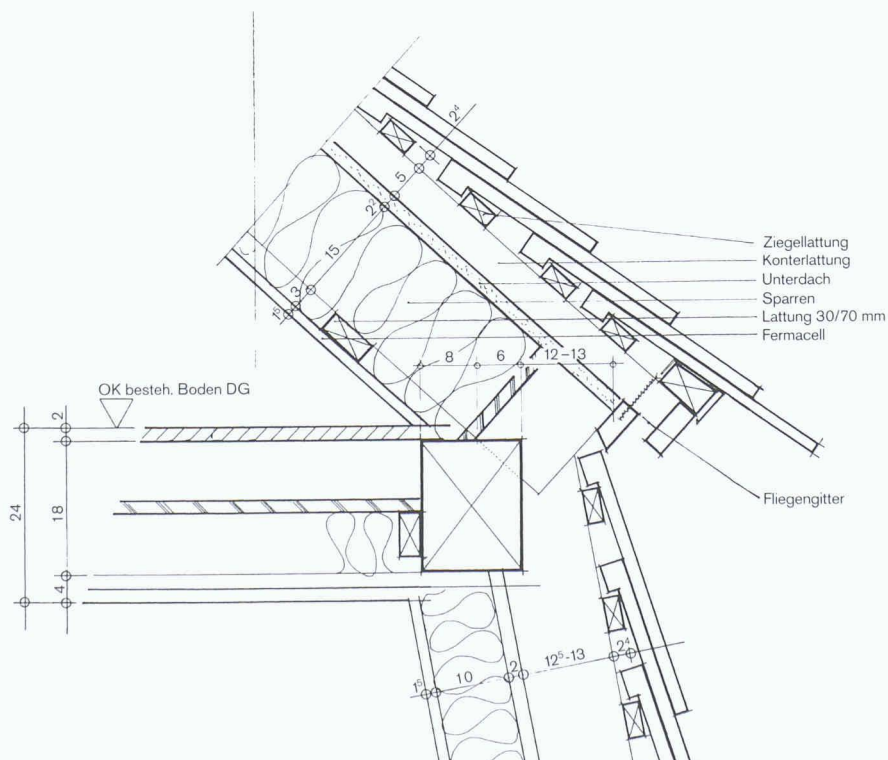 2⁴
5
2²
15
3
1⁵
Ziegellattung
Konterlattung
Unterdach
Sparren
Lattung 30/70 mm
Fermacell
8 6 12–13
OK besteh. Boden DG
2
24
18
4
Fliegengitter
1⁵ 10 2 12⁵-13 2⁴